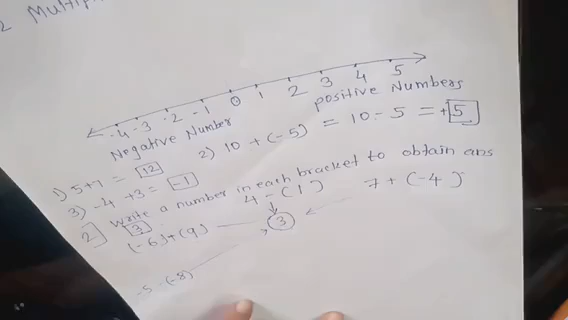 2 Multip
-4 -3 -2 -1 0 1 2 3 4 5
Negative Number positive Numbers
1) 5+7 = 12 2) 10 + (-5) = 10 - 5 = +5
3) -4 +3 = -1
2 Write a number in each bracket to obtain ans
3 4 - (1) 7 + (-4)
(-6)+(9) 3
-5 -(-8)